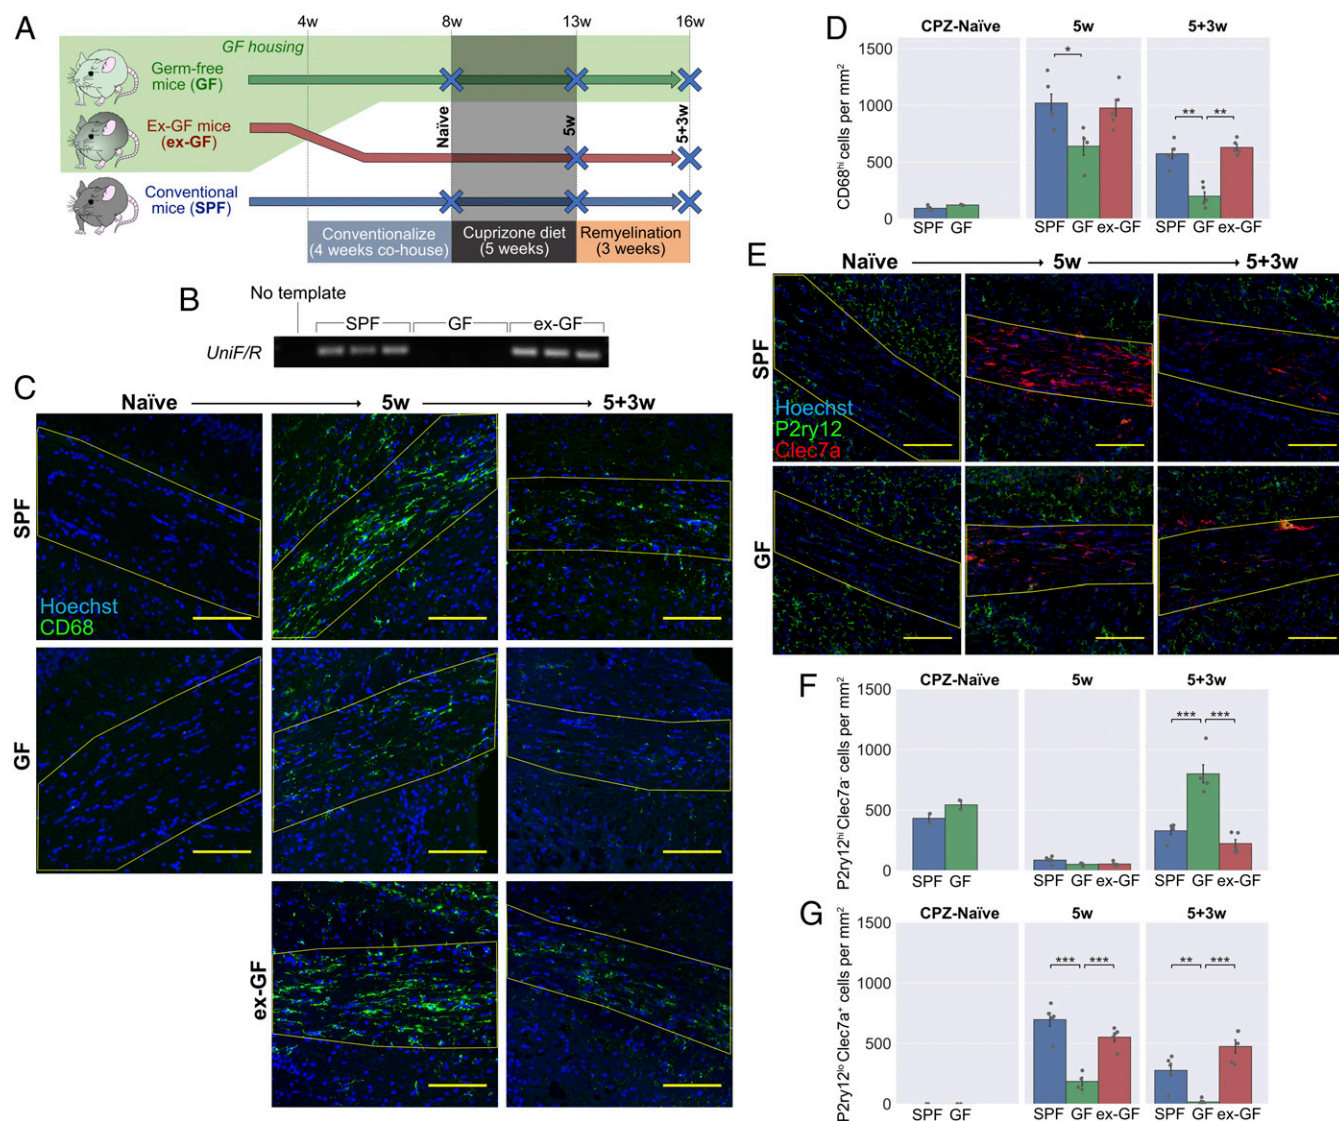 A
4w
8w
13w
16w
GF housing
Germ-free
mice (GF)
Ex-GF mice
(ex-GF)
Conventional
mice (SPF)
Naïve
5w
5+3w
Conventionalize
(4 weeks co-house)
Cuprizone diet
(5 weeks)
Remyelination
(3 weeks)
B
No template
SPF
GF
ex-GF
UniF/R
C
Naïve
5w
5+3w
SPF
Hoechst
CD68
GF
ex-GF
D
CPZ-Naïve
5w
5+3w
CD68hi cells per mm2
1500
1000
500
0
*
**
**
SPF
GF
SPF
GF
ex-GF
SPF
GF
ex-GF
E
Naïve
5w
5+3w
SPF
Hoechst
P2ry12
Clec7a
GF
F
CPZ-Naïve
5w
5+3w
P2ry12hi Clec7a- cells per mm2
1500
1000
500
0
***
***
SPF
GF
SPF
GF
ex-GF
SPF
GF
ex-GF
G
CPZ-Naïve
5w
5+3w
P2ry12lo Clec7a+ cells per mm2
1500
1000
500
0
***
***
**
***
SPF
GF
SPF
GF
ex-GF
SPF
GF
ex-GF